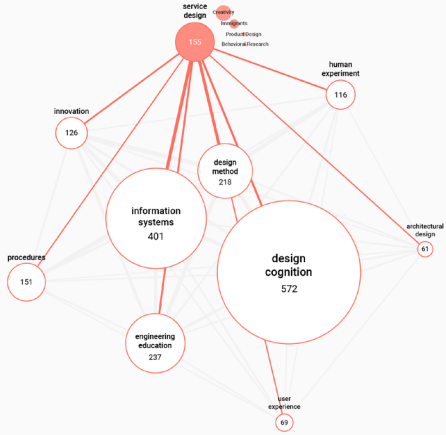 service
design
155
Creativity
Immigrants
Product Design
Behavioral Research
human
experiment
116
innovation
126
design
method
218
information
systems
401
architectural
design
61
design
cognition
572
procedures
151
engineering
education
237
user
experience
69